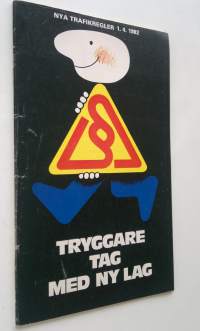 NYA TRAFIKREGLER 1.4.1982
TRYGGARE
TAG
MED NY LAG